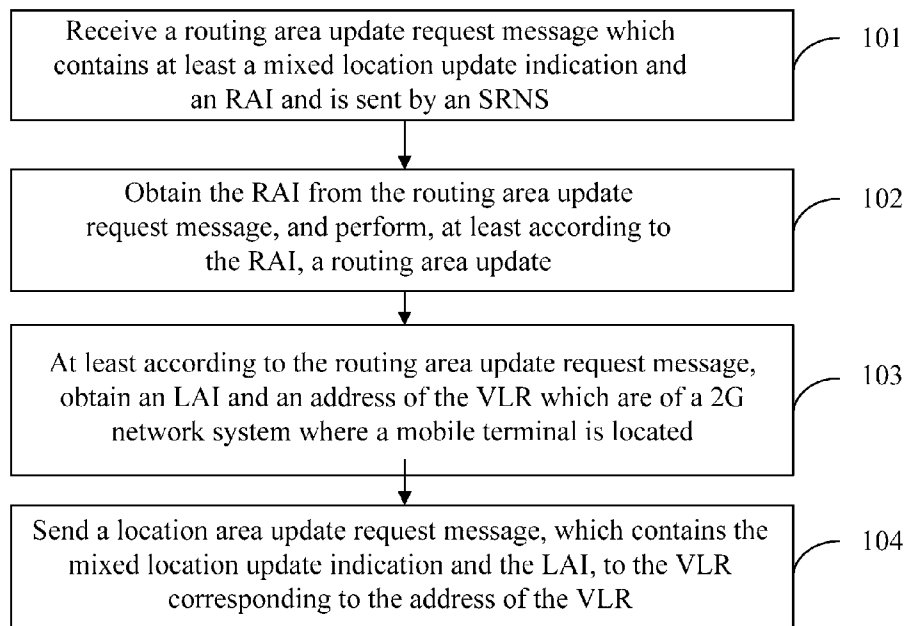 Receive a routing area update request message which
contains at least a mixed location update indication and
an RAI and is sent by an SRNS
101
Obtain the RAI from the routing area update
request message, and perform, at least according to
the RAI, a routing area update
102
At least according to the routing area update request message,
obtain an LAI and an address of the VLR which are of a 2G
network system where a mobile terminal is located
103
Send a location area update request message, which contains the
mixed location update indication and the LAI, to the VLR
corresponding to the address of the VLR
104